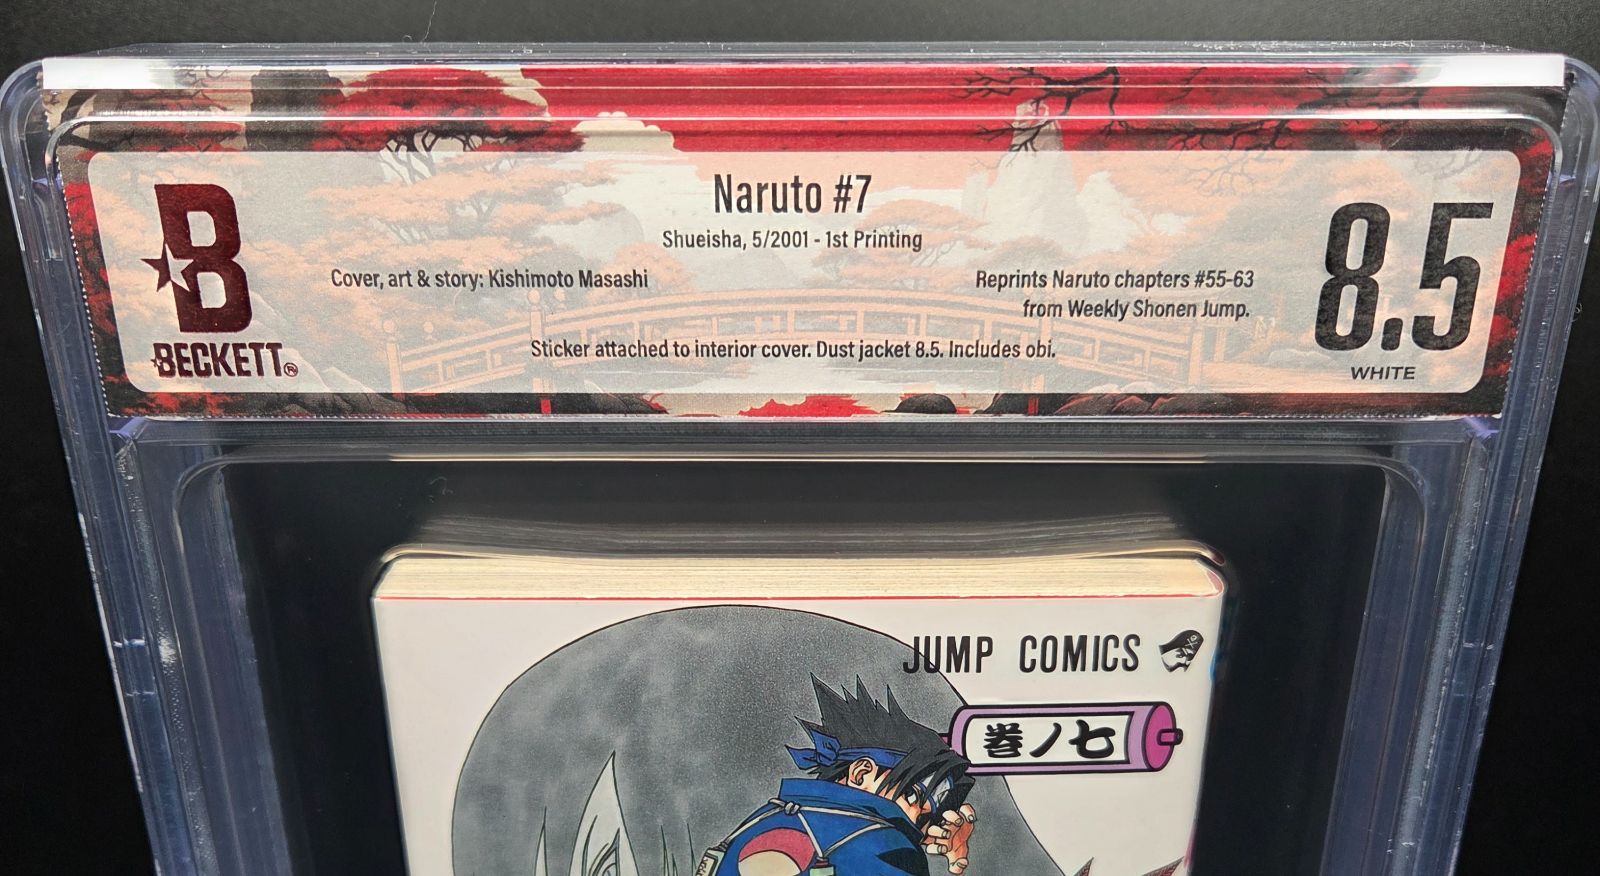 Naruto #7
Shueisha, 5/2001 - 1st Printing
Cover, art & story: Kishimoto Masashi
Reprints Naruto chapters #55-63
from Weekly Shonen Jump.
Sticker attached to interior cover. Dust jacket 8.5. Includes obi.
B
BECKETT®
8.5
WHITE
JUMP COMICS
巻ノ七